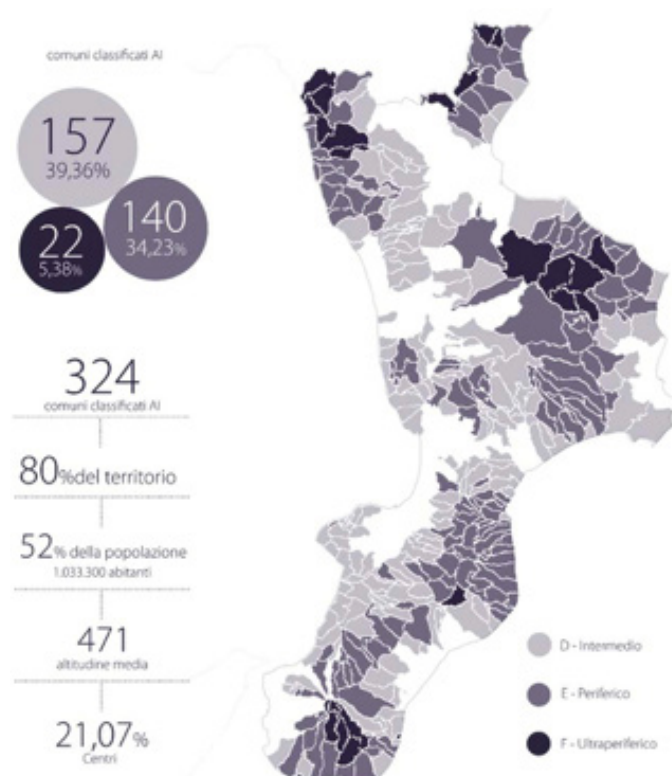 comuni classificati AI
157
39,36%
140
34,23%
22
5,38%
324
comuni classificati AI
80%del territorio
52% della popolazione
1.033.300 abitanti
471
altitudine media
21,07%
Centri
D - Intermedio
E - Periferico
F - Ultraperiferico